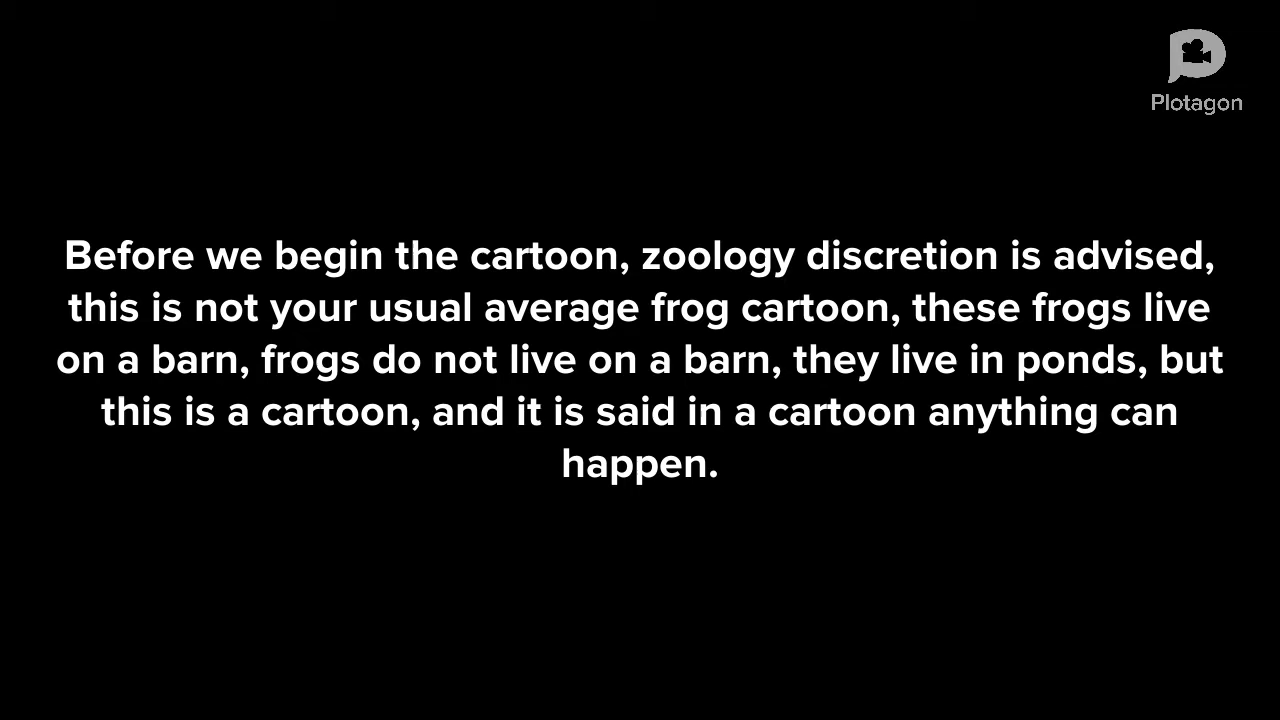 Plotagon
Before we begin the cartoon, zoology discretion is advised,
this is not your usual average frog cartoon, these frogs live
on a barn, frogs do not live on a barn, they live in ponds, but
this is a cartoon, and it is said in a cartoon anything can
happen.